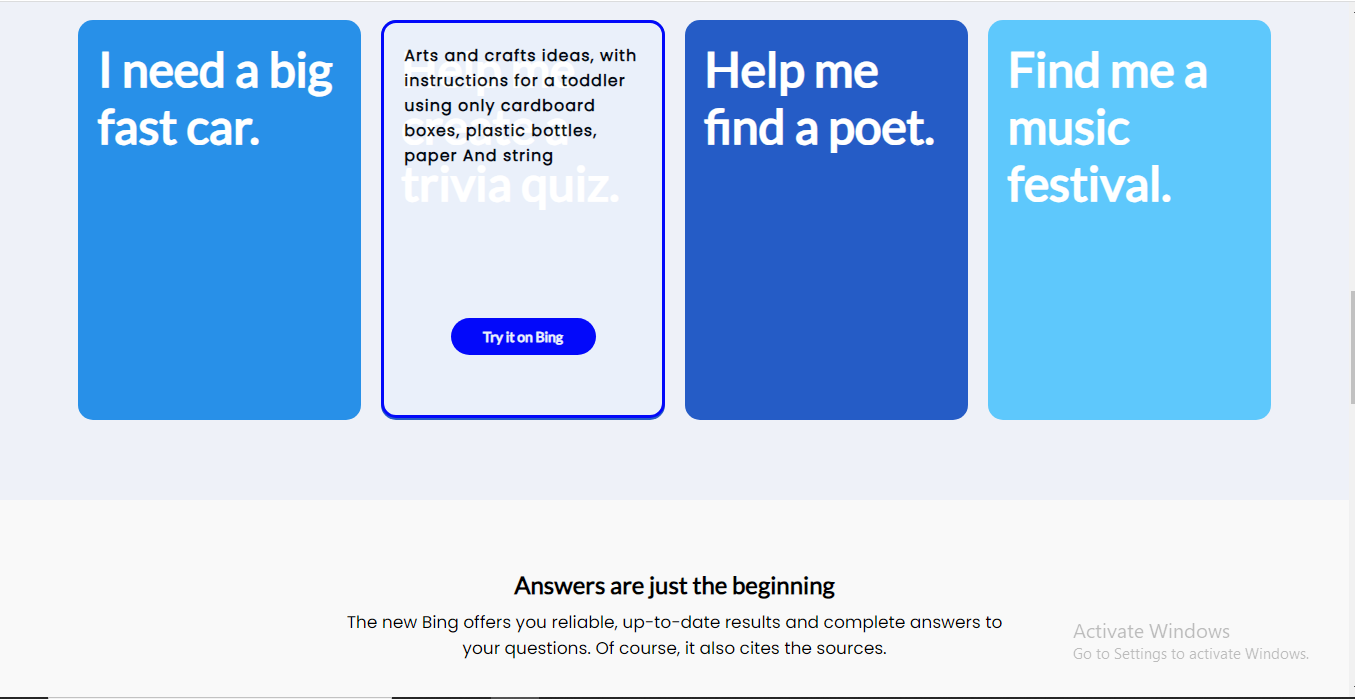 I need a big
fast car.
Arts and crafts ideas, with
instructions for a toddler
using only cardboard
boxes, plastic bottles,
paper And string
Help me
create a
trivia quiz.
Try it on Bing
Help me
find a poet.
Find me a
music
festival.
Answers are just the beginning
The new Bing offers you reliable, up-to-date results and complete answers to
your questions. Of course, it also cites the sources.
Activate Windows
Go to Settings to activate Windows.